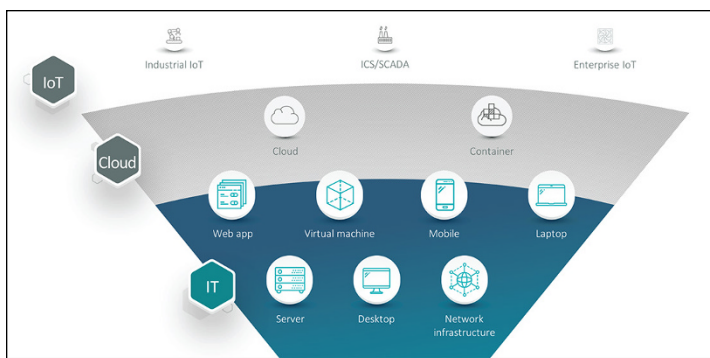 IoT
Industrial IoT
ICS/SCADA
Enterprise IoT
Cloud
Cloud
Container
Web app
Virtual machine
Mobile
Laptop
IT
Server
Desktop
Network
infrastructure